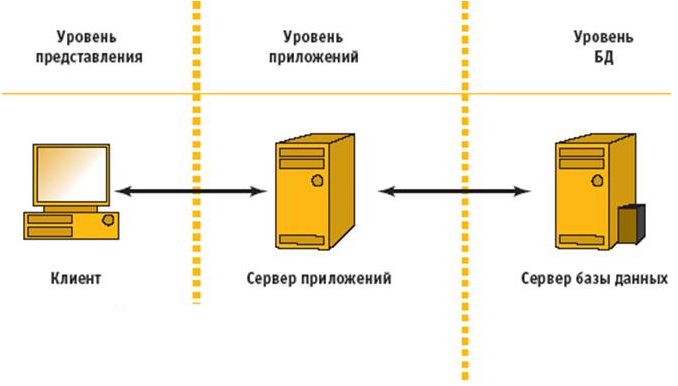 Уровень
представления
Уровень
приложений
Уровень
БД
Клиент
Сервер приложений
Сервер базы данных